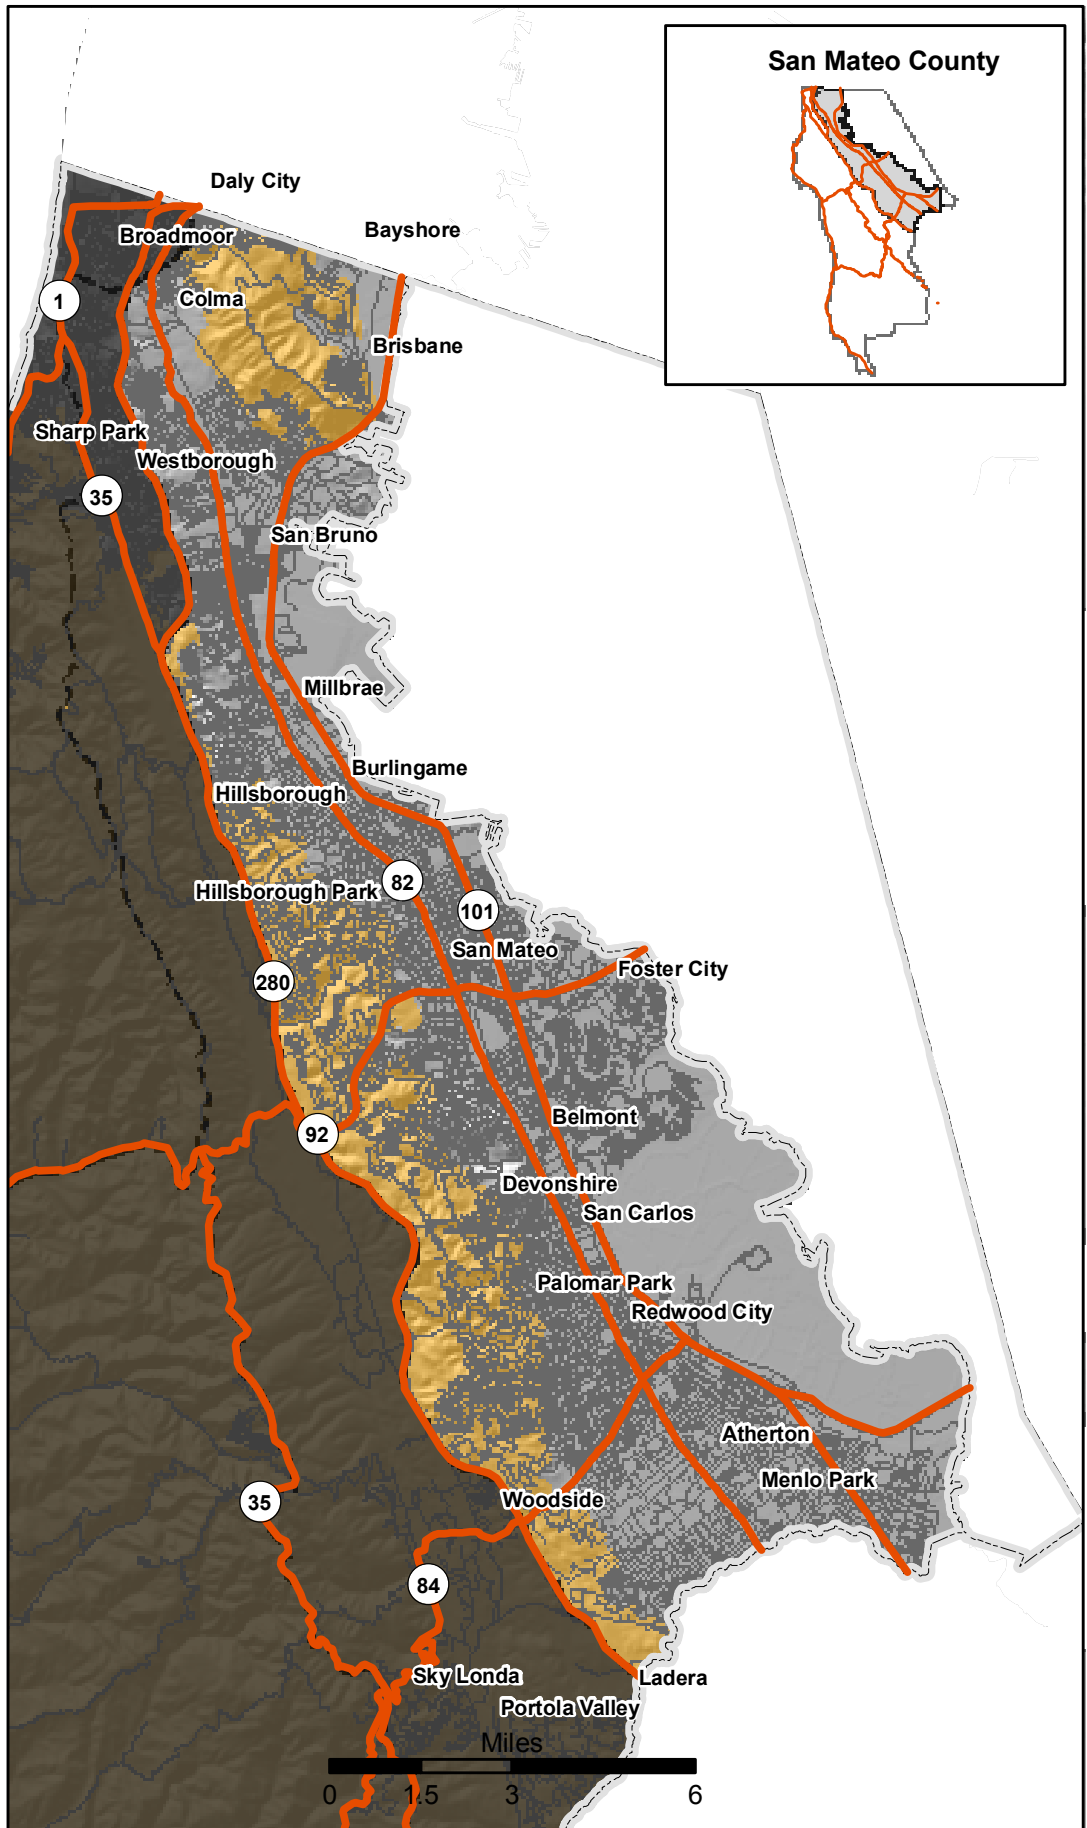 San Mateo County
Daly City
Broadmoor
Bayshore
Colma
1
Brisbane
Sharp Park
Westborough
35
San Bruno
Millbrae
Burlingame
Hillsborough
Hillsborough Park
82
101
San Mateo
Foster City
280
Belmont
92
Devonshire
San Carlos
Palomar Park
Redwood City
Atherton
Menlo Park
Woodside
35
84
Sky Londa
Ladera
Portola Valley
Miles
0 1.5 3 6